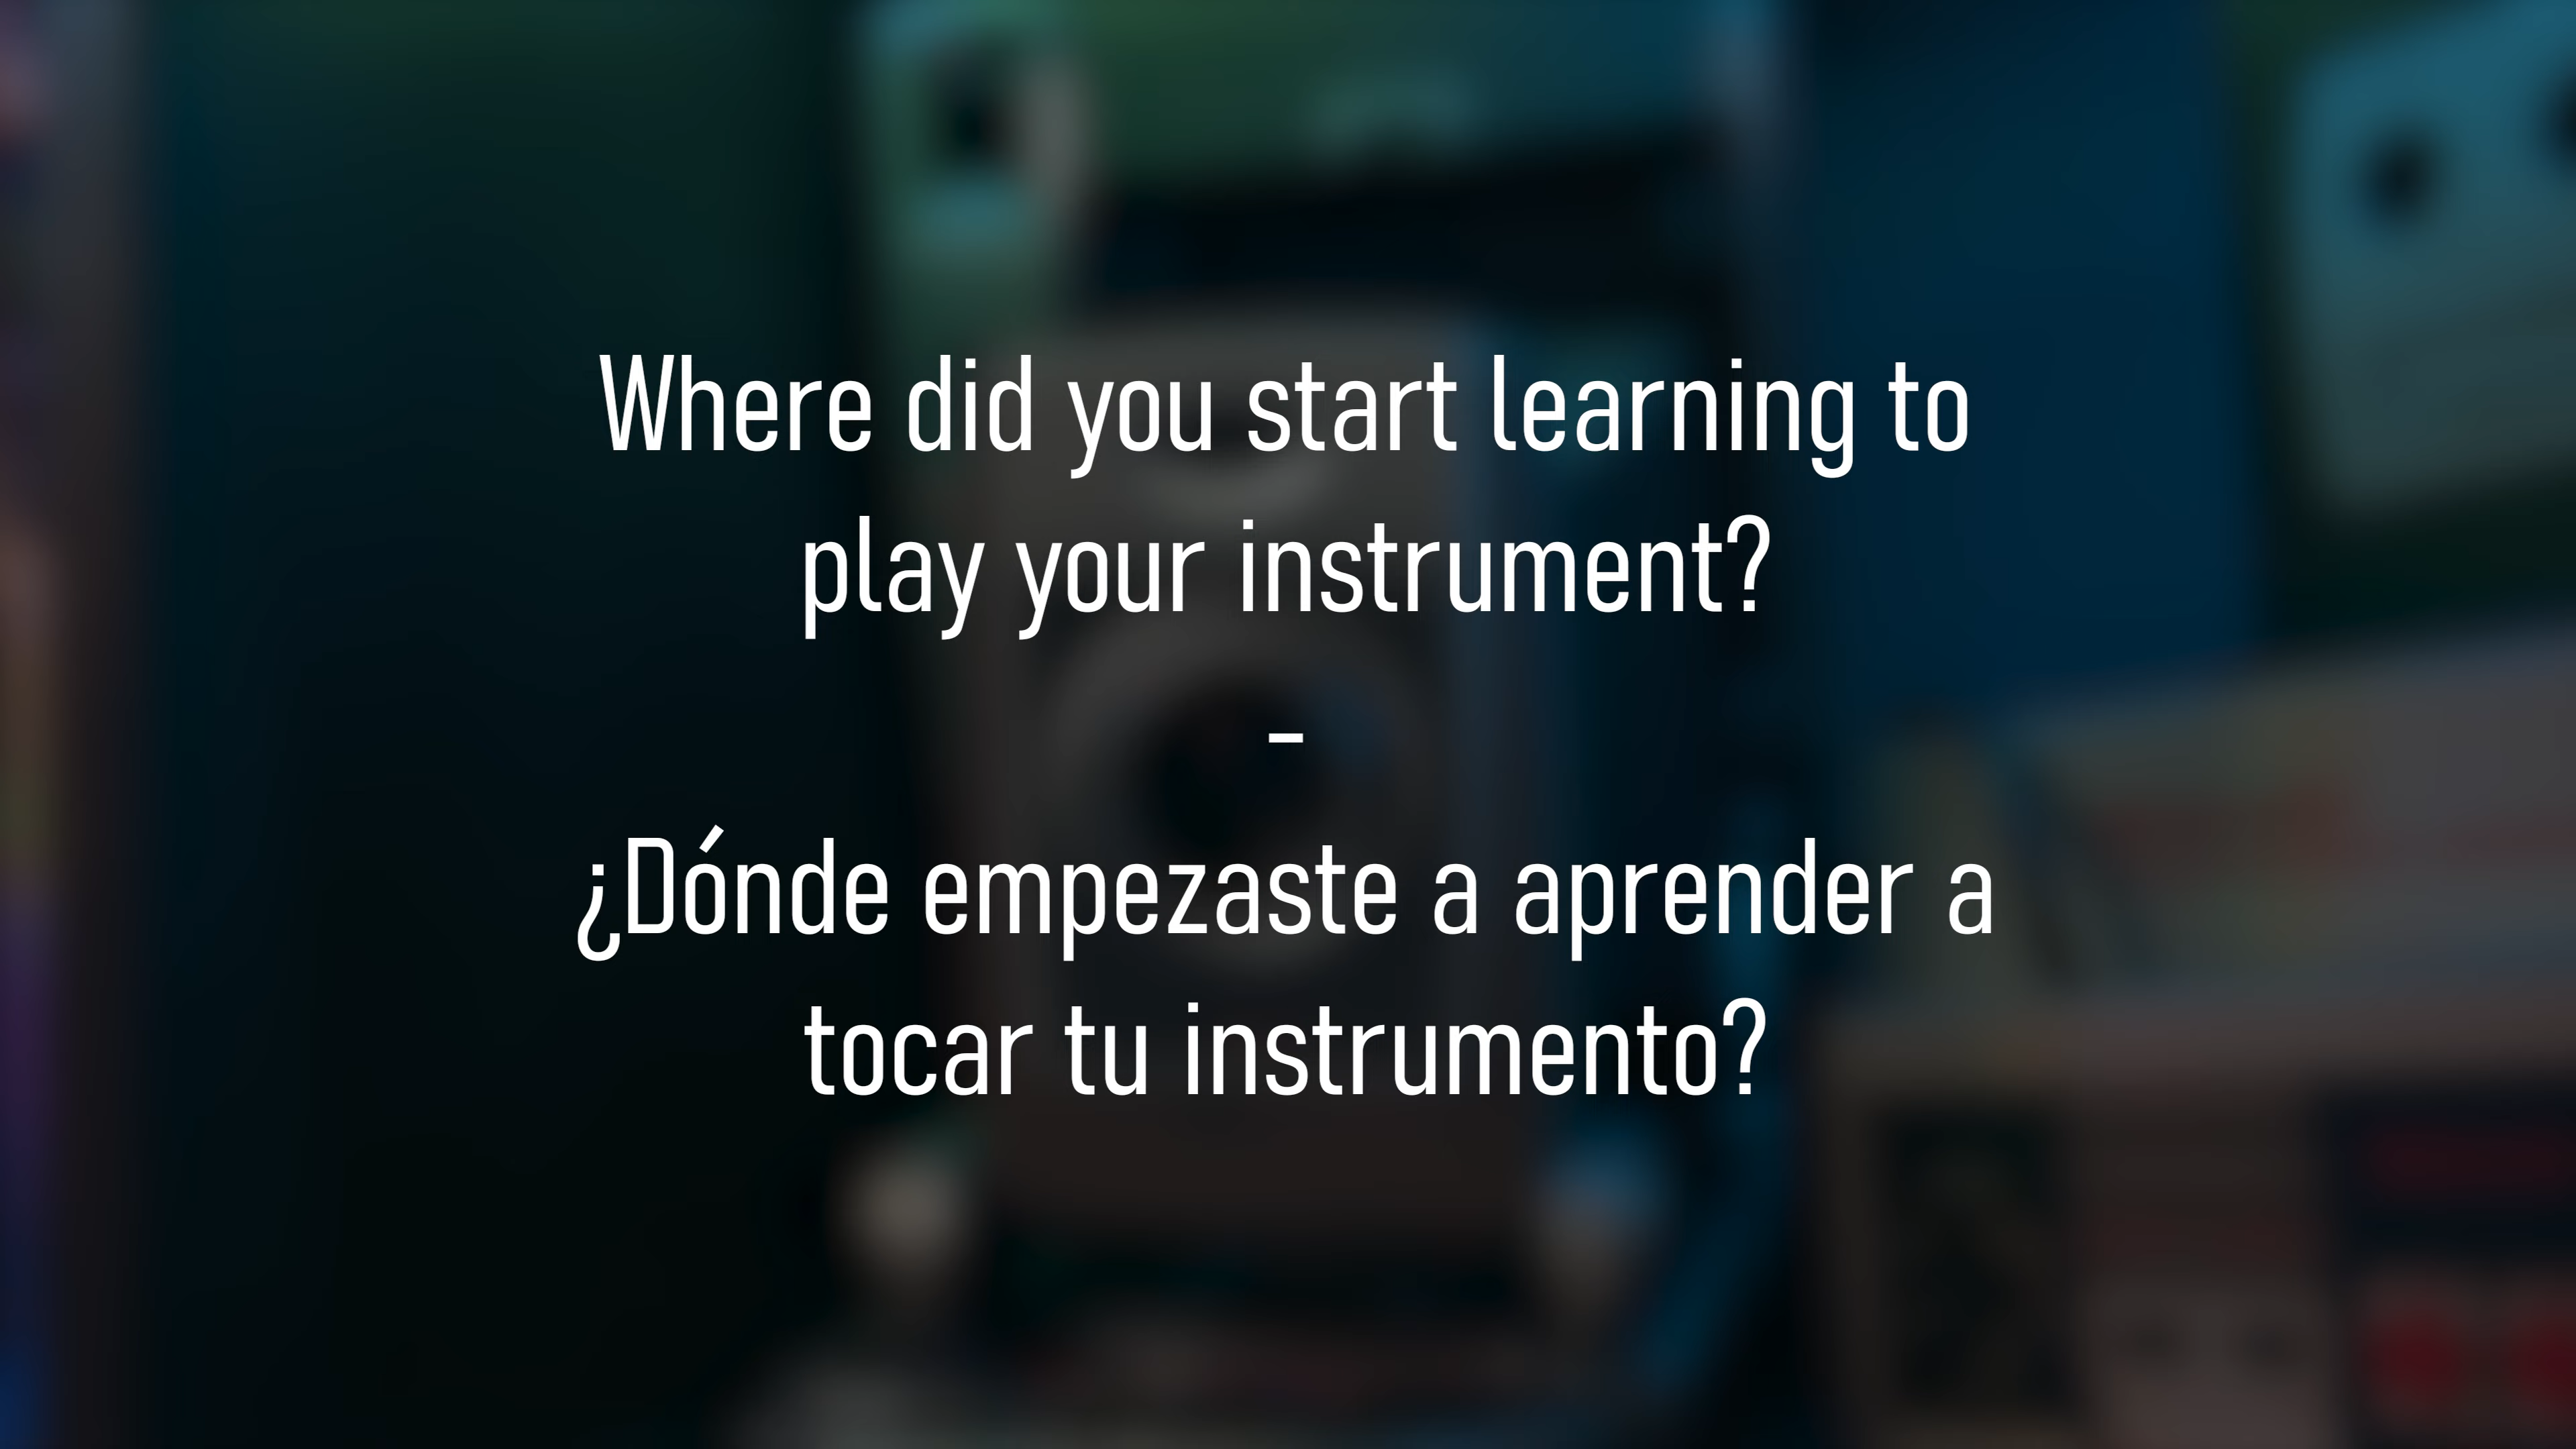 Where did you start learning to
play your instrument?
-
¿Dónde empezaste a aprender a
tocar tu instrumento?